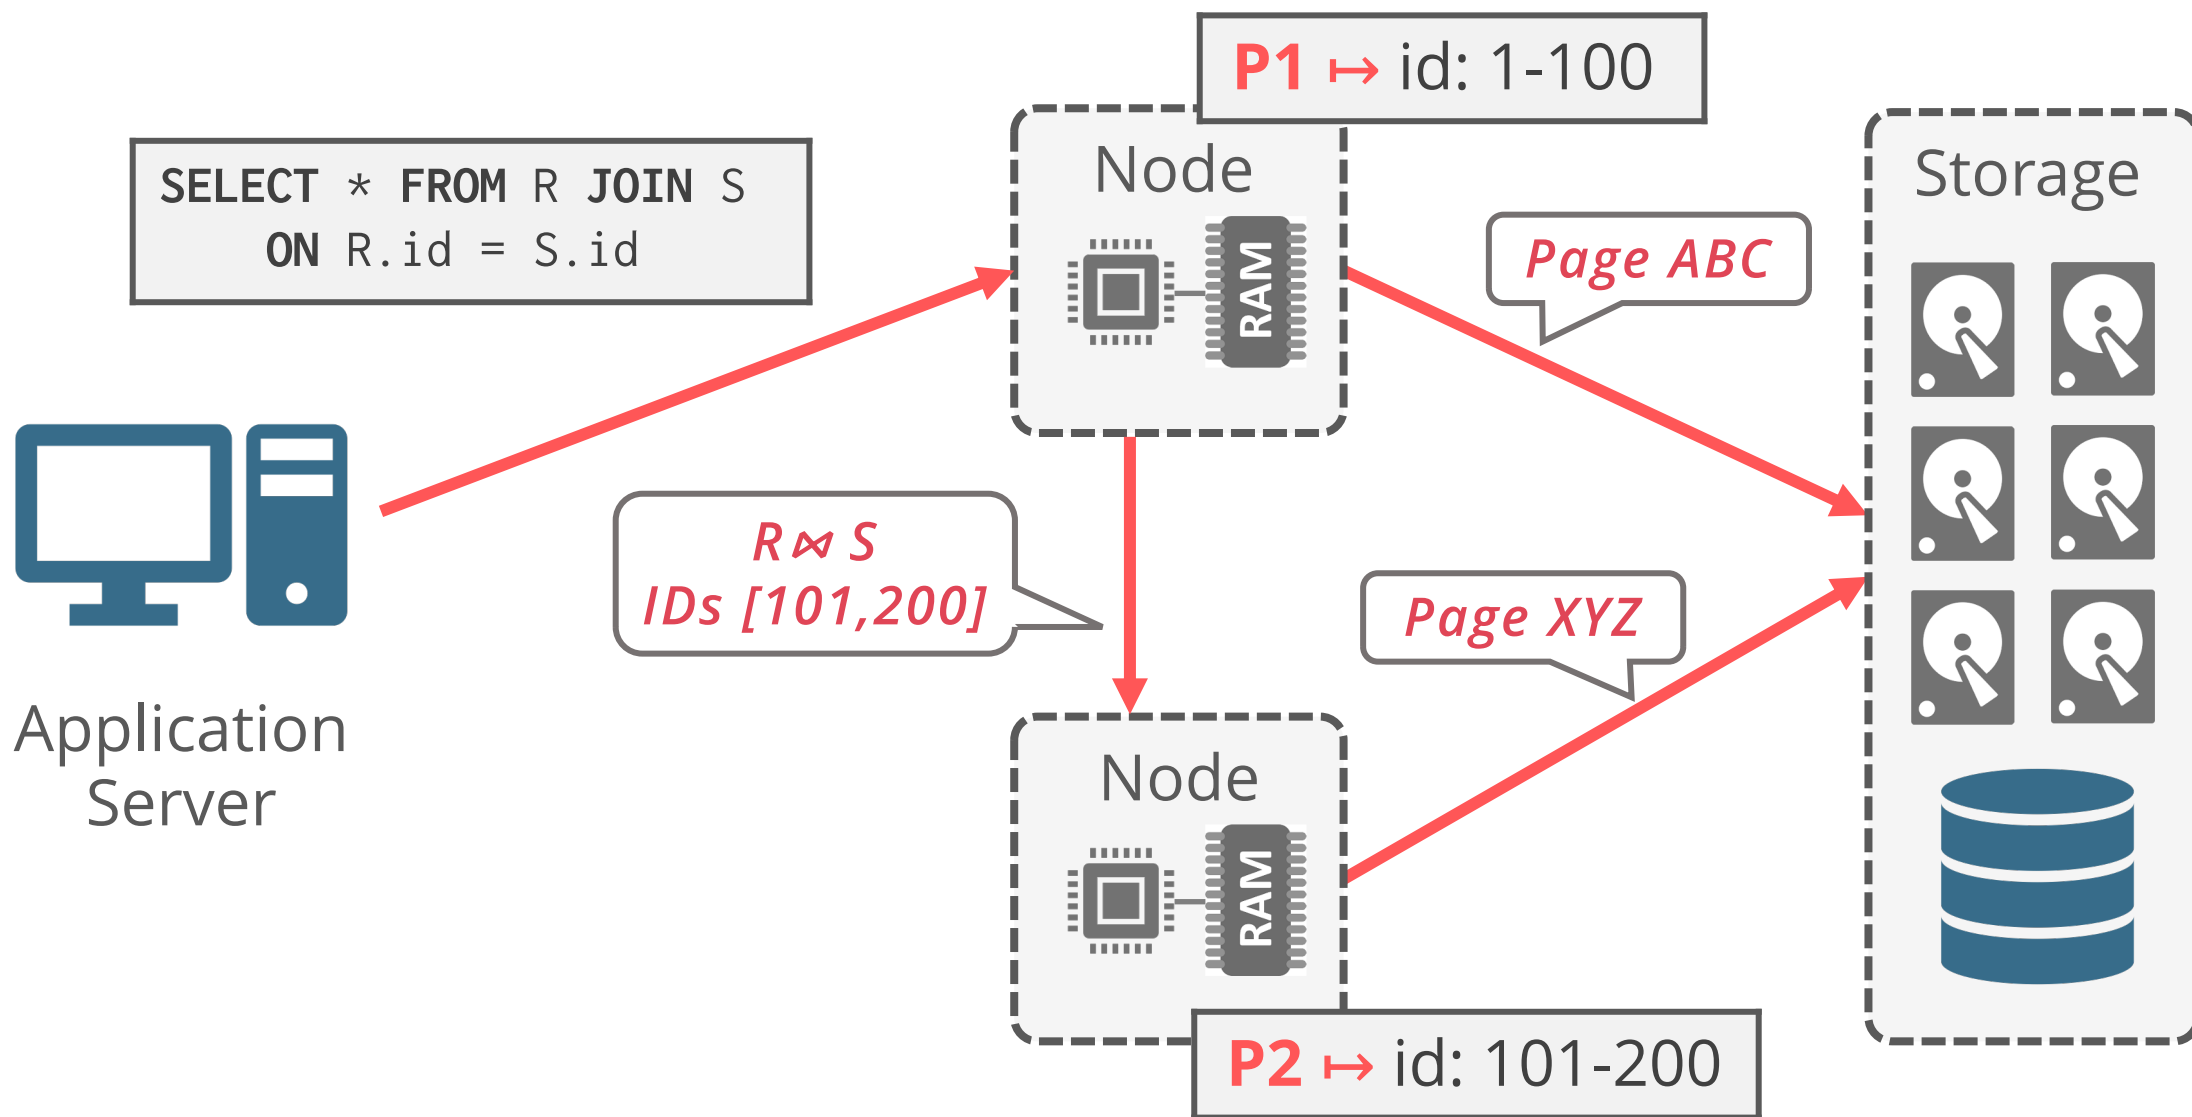 P1 ↦ id: 1-100
SELECT * FROM R JOIN S
ON R.id = S.id
Node
RAM
Storage
Page ABC
Application
Server
R ⋈ S
IDs [101,200]
Page XYZ
Node
RAM
P2 ↦ id: 101-200